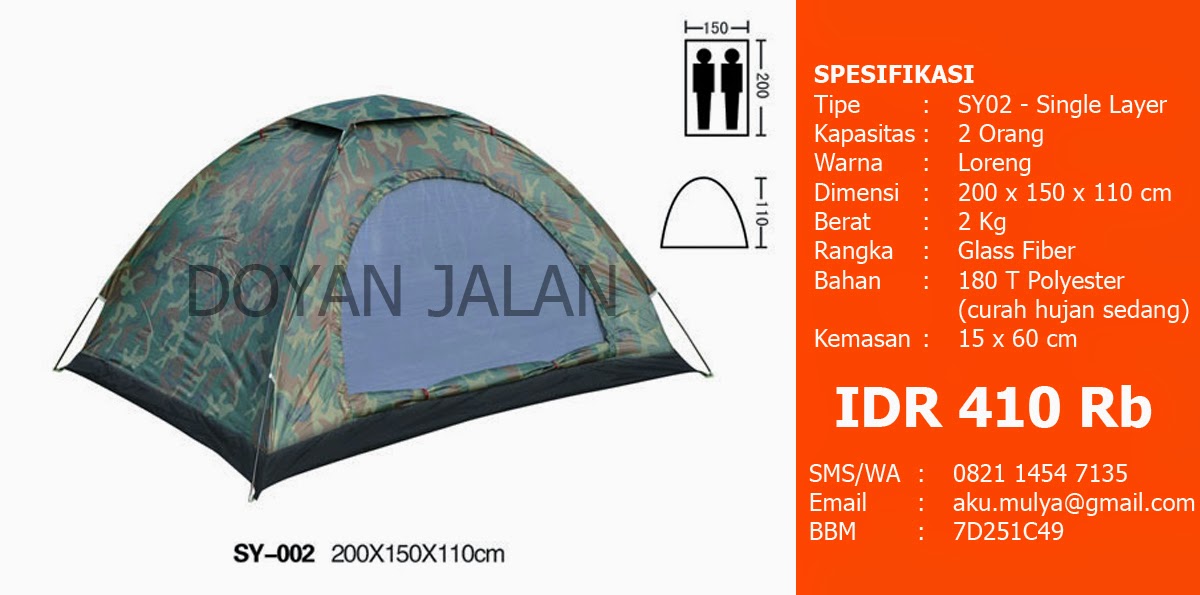 150
200
110
DOYAN JALAN
SY-002 200X150X110cm
SPESIFIKASI
Tipe : SY02 - Single Layer
Kapasitas : 2 Orang
Warna : Loreng
Dimensi : 200 x 150 x 110 cm
Berat : 2 Kg
Rangka : Glass Fiber
Bahan : 180 T Polyester
(curah hujan sedang)
Kemasan : 15 x 60 cm
IDR 410 Rb
SMS/WA : 0821 1454 7135
Email : aku.mulya@gmail.com
BBM : 7D251C49